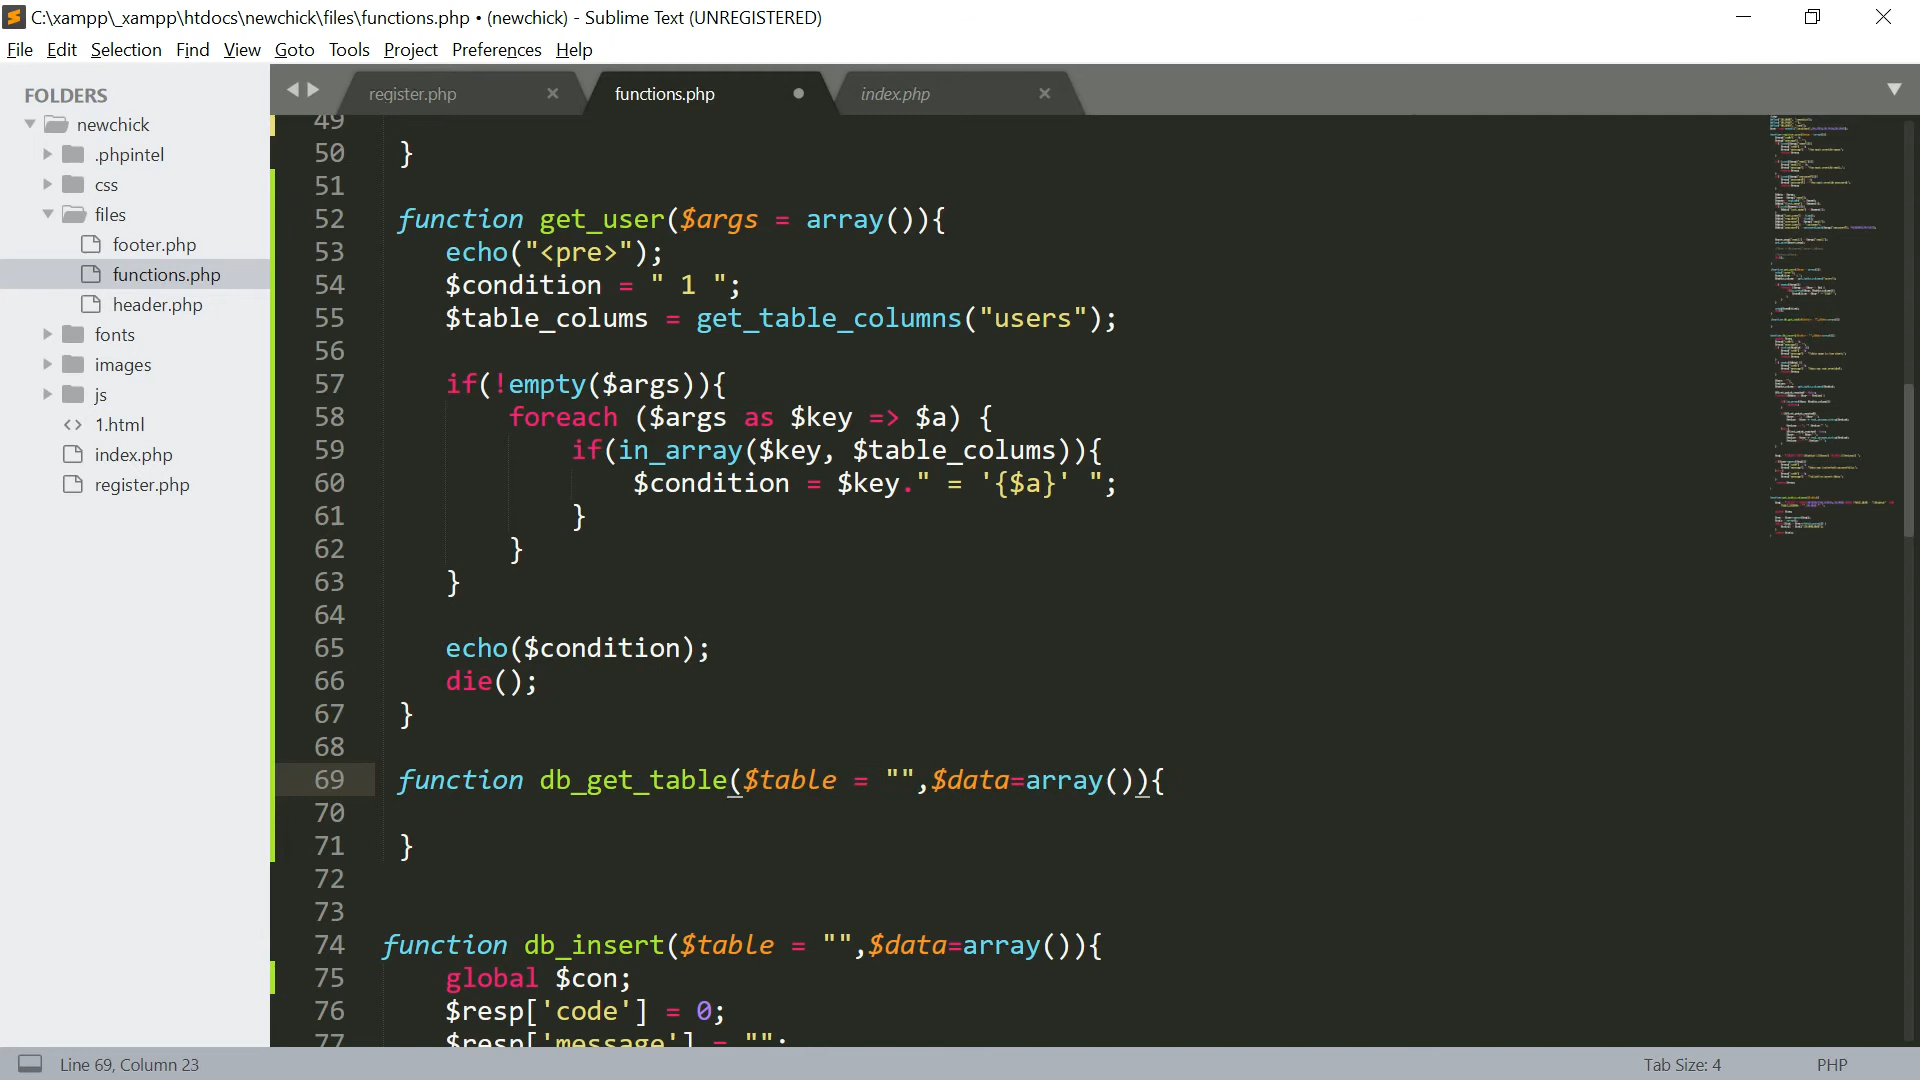 C:\xampp\_xampp\htdocs\newchick\files\functions.php • (newchick) - Sublime Text (UNREGISTERED)
File Edit Selection Find View Goto Tools Project Preferences Help
FOLDERS
newchick
.phpintel
css
files
footer.php
functions.php
header.php
fonts
images
js
1.html
index.php
register.php
register.php functions.php index.php
49
50 }
51
52 function get_user($args = array()){
53 echo("<pre>");
54 $condition = " 1 ";
55 $table_colums = get_table_columns("users");
56
57 if(!empty($args)){
58 foreach ($args as $key => $a) {
59 if(in_array($key, $table_colums)){
60 $condition = $key." = '{$a}' ";
61 }
62 }
63 }
64
65 echo($condition);
66 die();
67 }
68
69 function db_get_table($table = "",$data=array()){
70
71 }
72
73
74 function db_insert($table = "",$data=array()){
75 global $con;
76 $resp['code'] = 0;
77 $resp['message'] = "";
Line 69, Column 23
Tab Size: 4
PHP